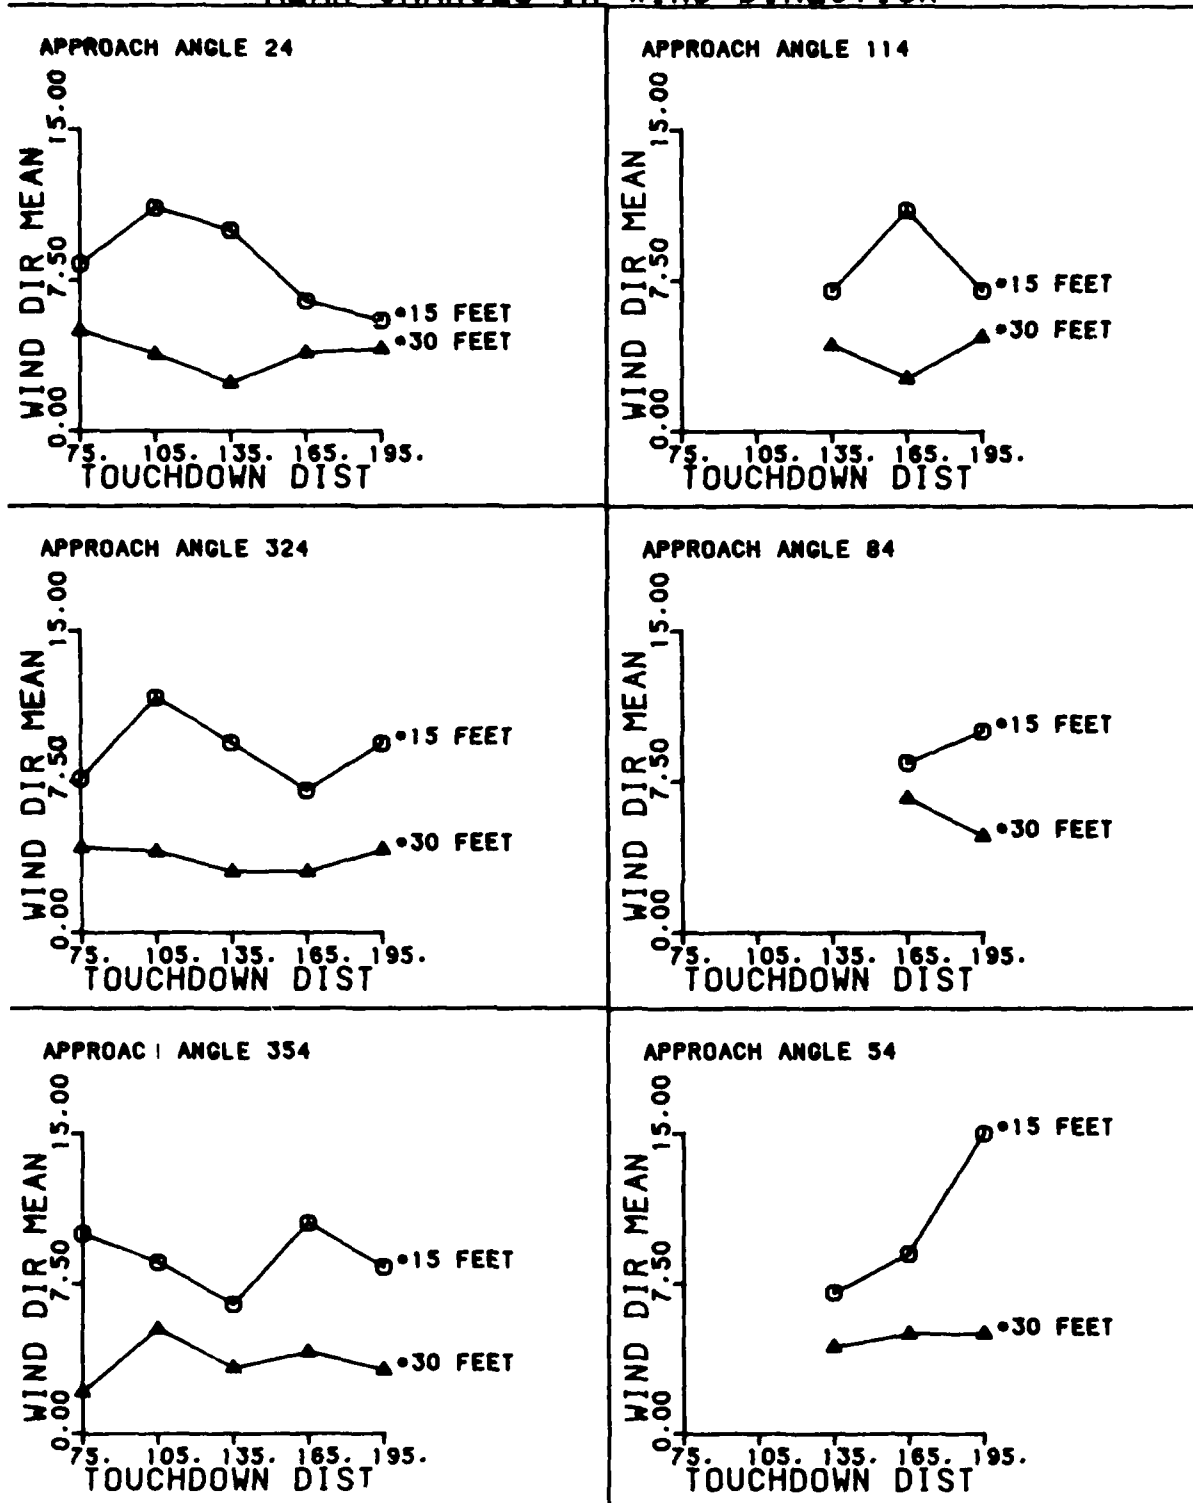 MEAN CHANGES IN WIND DIRECTION
APPROACH ANGLE 24
WIND DIR MEAN
15.00
7.50
0.00
•15 FEET
•30 FEET
75. 105. 135. 165. 195.
TOUCHDOWN DIST
APPROACH ANGLE 114
WIND DIR MEAN
15.00
7.50
0.00
•15 FEET
•30 FEET
75. 105. 135. 165. 195.
TOUCHDOWN DIST
APPROACH ANGLE 324
WIND DIR MEAN
15.00
7.50
0.00
•15 FEET
•30 FEET
75. 105. 135. 165. 195.
TOUCHDOWN DIST
APPROACH ANGLE 84
WIND DIR MEAN
15.00
7.50
0.00
•15 FEET
•30 FEET
75. 105. 135. 165. 195.
TOUCHDOWN DIST
APPROAC ANGLE 354
WIND DIR MEAN
15.00
7.50
0.00
•15 FEET
•30 FEET
75. 105. 135. 165. 195.
TOUCHDOWN DIST
APPROACH ANGLE 54
WIND DIR MEAN
15.00
7.50
0.00
•15 FEET
•30 FEET
75. 105. 135. 165. 195.
TOUCHDOWN DIST